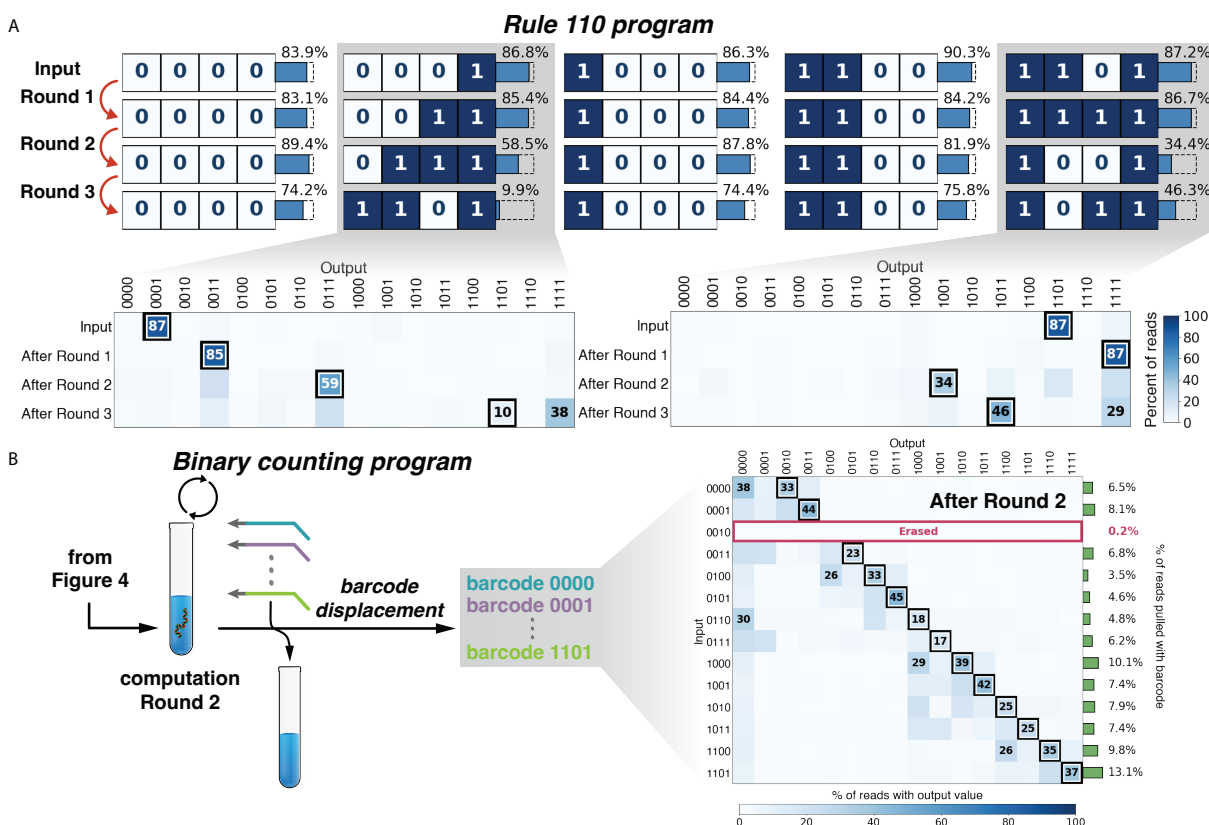 A
Rule 110 program
83.9% 86.8% 86.3% 90.3% 87.2%
Input 0 0 0 0 0 0 0 1 1 0 0 0 1 1 0 0 1 1 0 1
Round 1 83.1% 85.4% 84.4% 84.2% 86.7%
0 0 0 0 0 0 1 1 1 0 0 0 1 1 0 0 1 1 1 1
Round 2 89.4% 58.5% 87.8% 81.9% 34.4%
0 0 0 0 0 1 1 1 1 0 0 0 1 1 0 0 1 0 0 1
Round 3 74.2% 9.9% 74.4% 75.8% 46.3%
0 0 0 0 1 1 0 1 1 0 0 0 1 1 0 0 1 0 1 1
Output
0000 0001 0010 0011 0100 0101 0110 0111 1000 1001 1010 1011 1100 1101 1110 1111
Input 87
After Round 1 85
After Round 2 59
After Round 3 10 38
Output
0000 0001 0010 0011 0100 0101 0110 0111 1000 1001 1010 1011 1100 1101 1110 1111
Input 87
After Round 1 87
After Round 2 34
After Round 3 46 29
100
80
60
40
20
0
Percent of reads
B
Binary counting program
from
Figure 4
computation
Round 2
barcode
displacement
barcode 0000
barcode 0001
barcode 1101
Output
0000 0001 0010 0011 0100 0101 0110 0111 1000 1001 1010 1011 1100 1101 1110 1111
After Round 2
Input
0000 38 33 6.5%
0001 44 8.1%
0010 Erased 0.2%
0011 23 6.8%
0100 26 33 3.5%
0101 45 4.6%
0110 30 18 4.8%
0111 17 6.2%
1000 29 39 10.1%
1001 42 7.4%
1010 25 7.9%
1011 25 7.4%
1100 26 35 9.8%
1101 37 13.1%
% of reads pulled with barcode
% of reads with output value
0 20 40 60 80 100